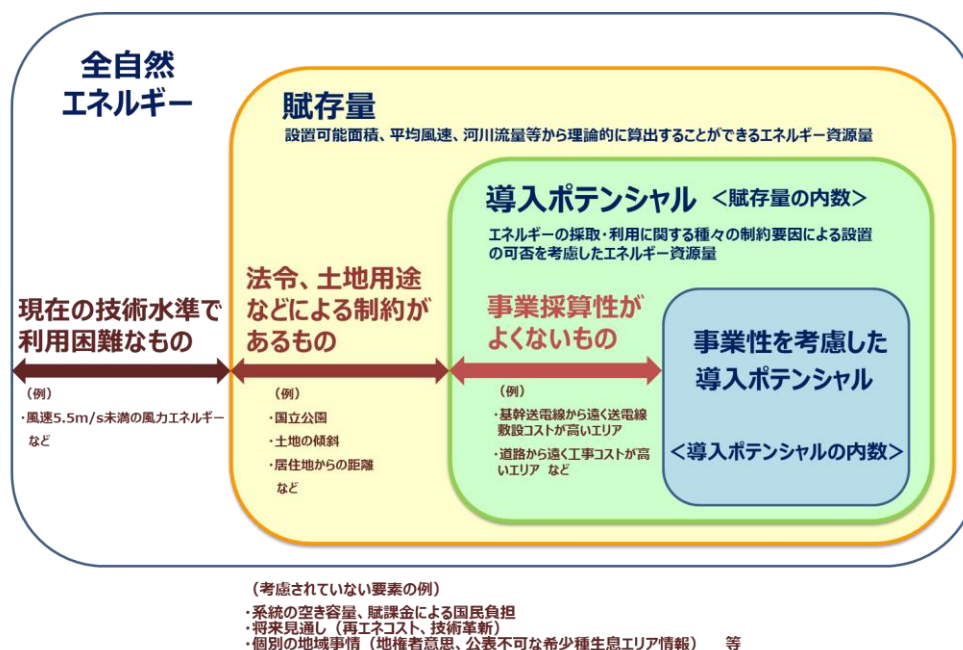 全自然
エネルギー
賦存量
設置可能面積、平均風速、河川流量等から理論的に算出することができるエネルギー資源量
導入ポテンシャル ＜賦存量の内数＞
エネルギーの採取・利用に関する種々の制約要因による設置
の可否を考慮したエネルギー資源量
現在の技術水準で
利用困難なもの
（例）
・風速5.5m/s未満の風力エネルギー
など
法令、土地用途
などによる制約が
あるもの
（例）
・国立公園
・土地の傾斜
・居住地からの距離
など
事業採算性が
よくないもの
（例）
・基幹送電線から遠く送電線
敷設コストが高いエリア
・道路から遠く工事コストが高
いエリア など
事業性を考慮した
導入ポテンシャル
＜導入ポテンシャルの内数＞
（考慮されていない要素の例）
・系統の空き容量、賦課金による国民負担
・将来見通し（再エネコスト、技術革新）
・個別の地域事情（地権者意思、公表不可な希少種生息エリア情報） 等